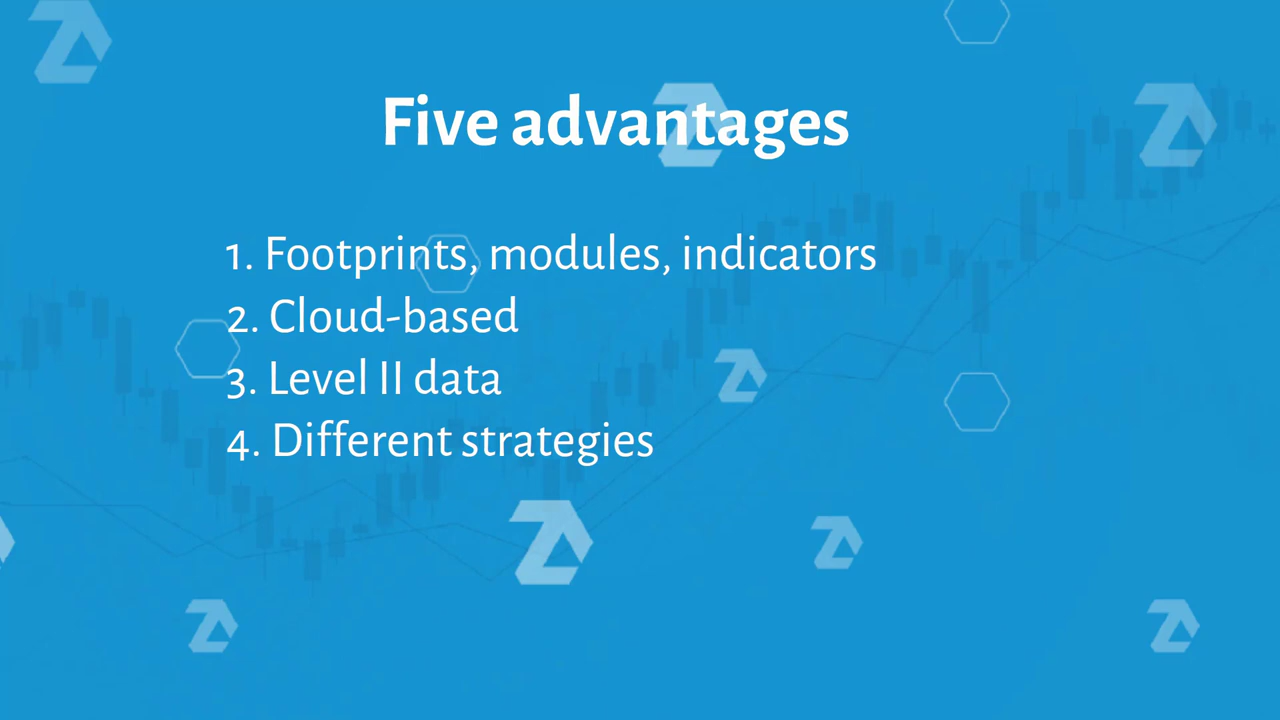 Five advantages
1. Footprints, modules, indicators
2. Cloud-based
3. Level II data
4. Different strategies